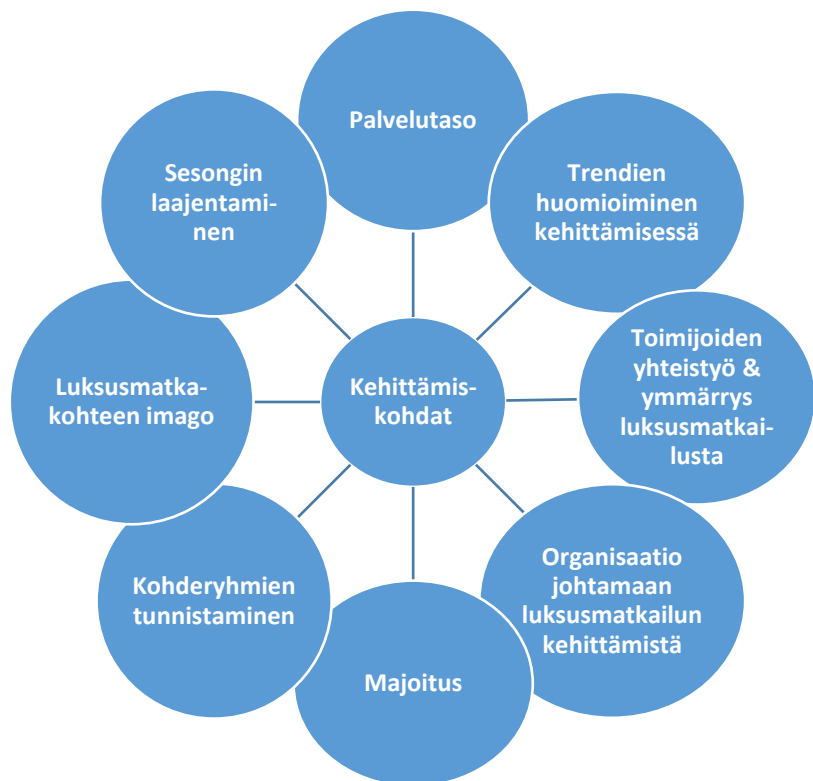 Palvelutaso
Trendien
huomioiminen
kehittämisessä
Toimijoiden
yhteistyö &
ymmärrys
luksusmatkai-
lusta
Organisaatio
johtamaan
luksusmatkailun
kehittämistä
Majoitus
Kohderyhmien
tunnistaminen
Luksusmatka-
kohteen imago
Sesongin
laajentami-
nen
Kehittämis-
kohdat